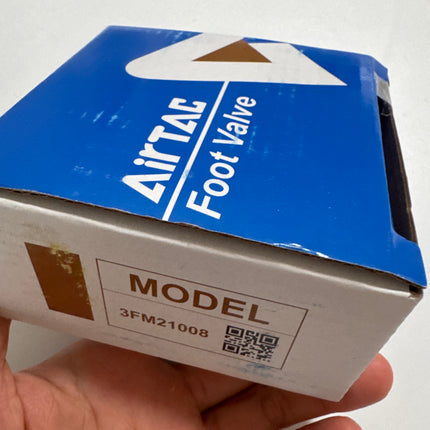 AirTAC
Foot Valve
MODEL
3FM21008